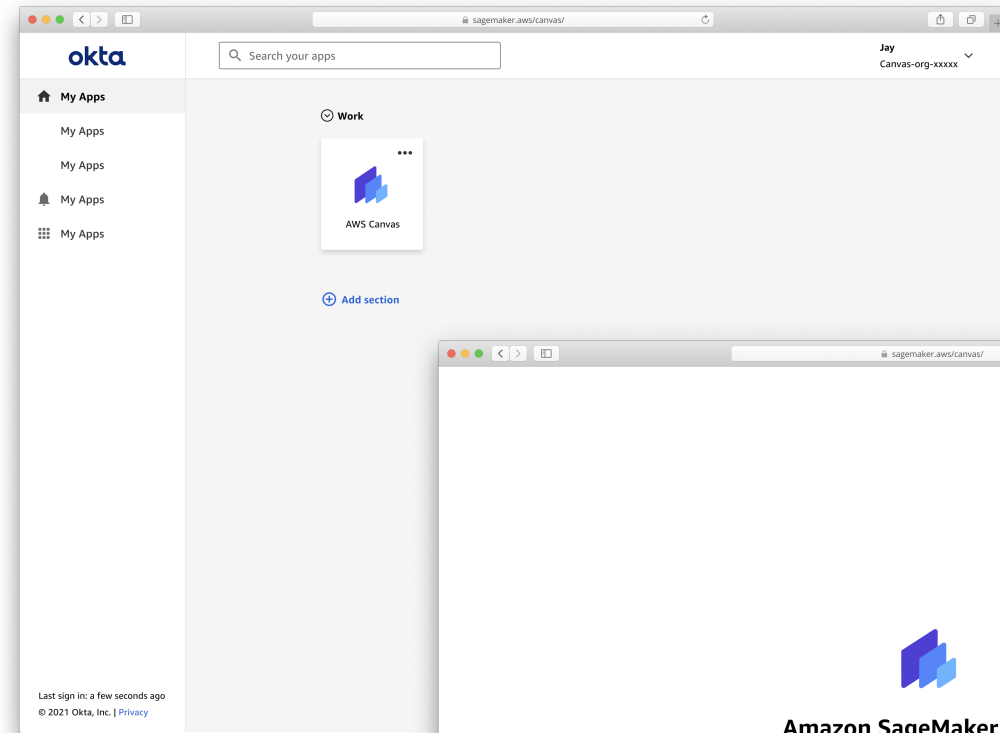 sagemaker.aws/canvas/
okta
Search your apps
Jay
Canvas-org-xxxxx
My Apps
My Apps
My Apps
My Apps
My Apps
Work
AWS Canvas
Add section
Last sign in: a few seconds ago
© 2021 Okta, Inc. | Privacy
sagemaker.aws/canvas/
Amazon SageMaker